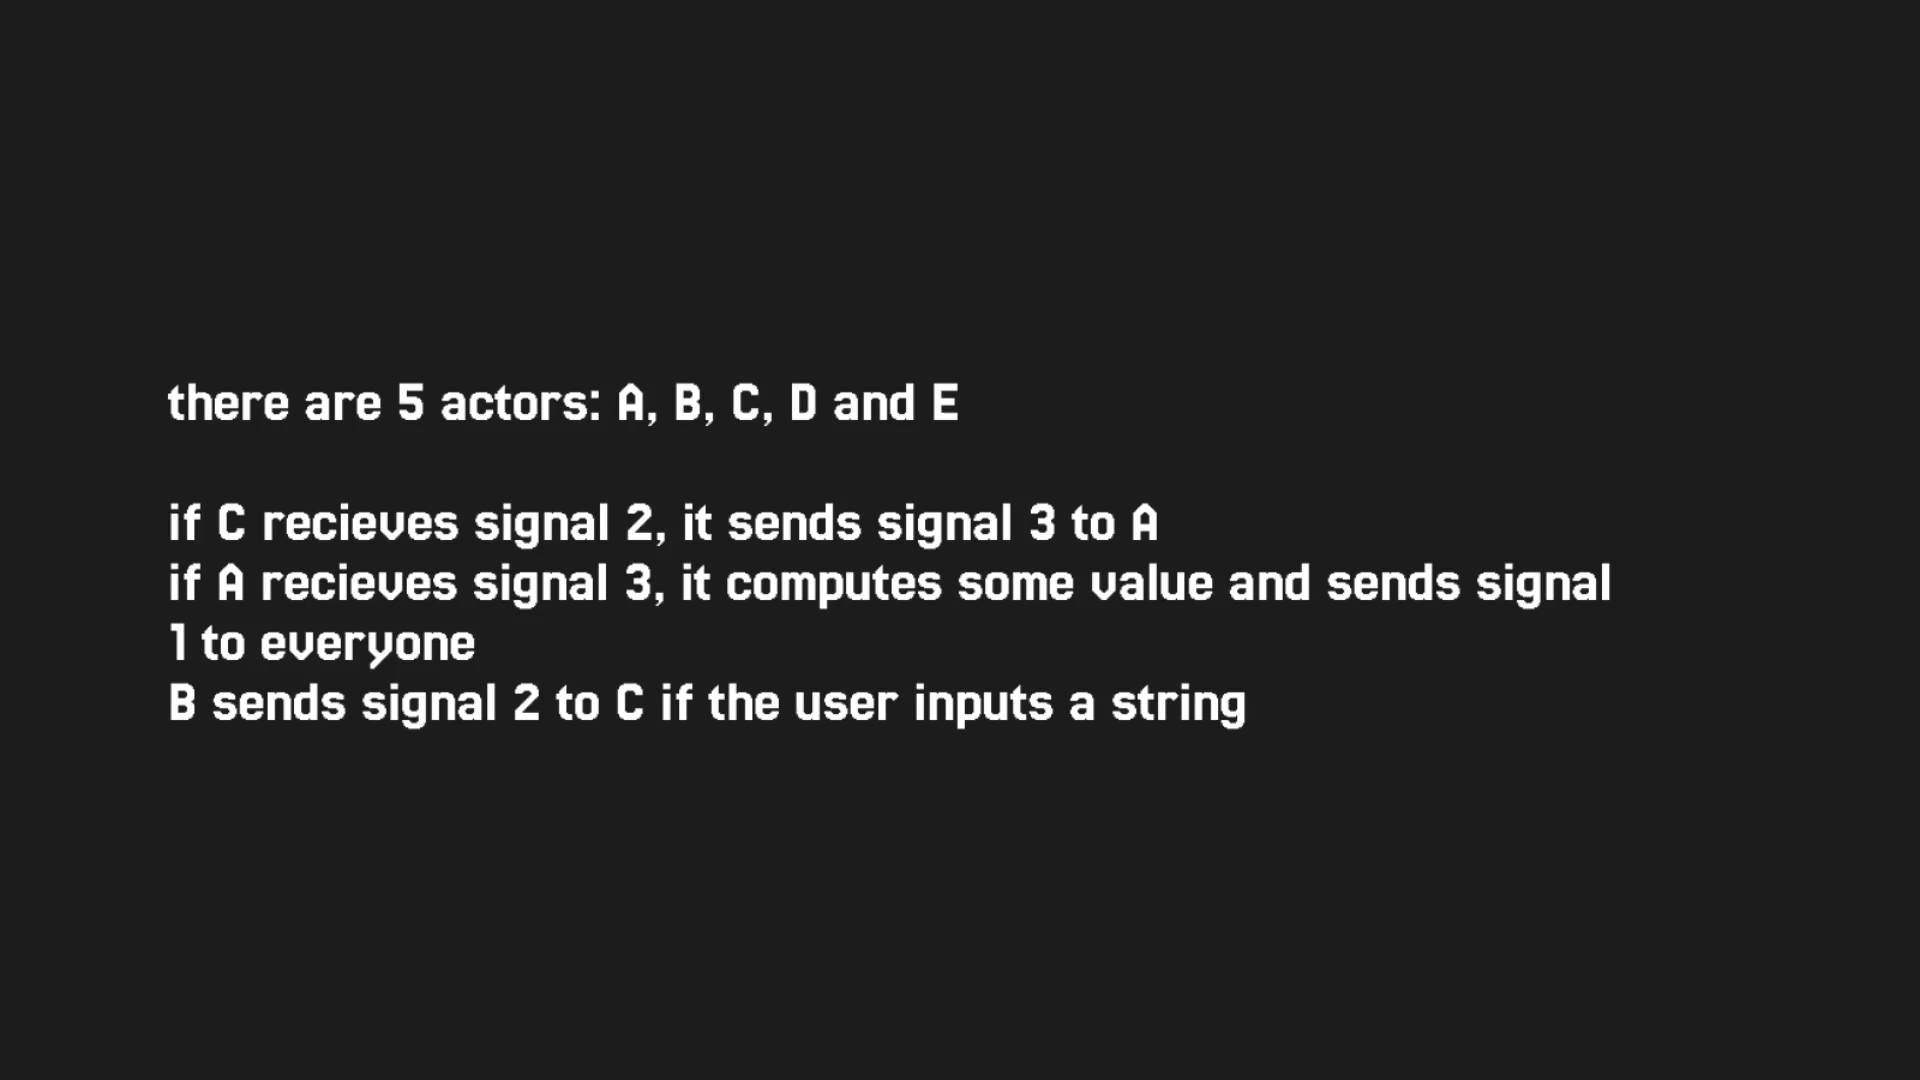 there are 5 actors: A, B, C, D and E
if C recieves signal 2, it sends signal 3 to A
if A recieves signal 3, it computes some value and sends signal
1 to everyone
B sends signal 2 to C if the user inputs a string